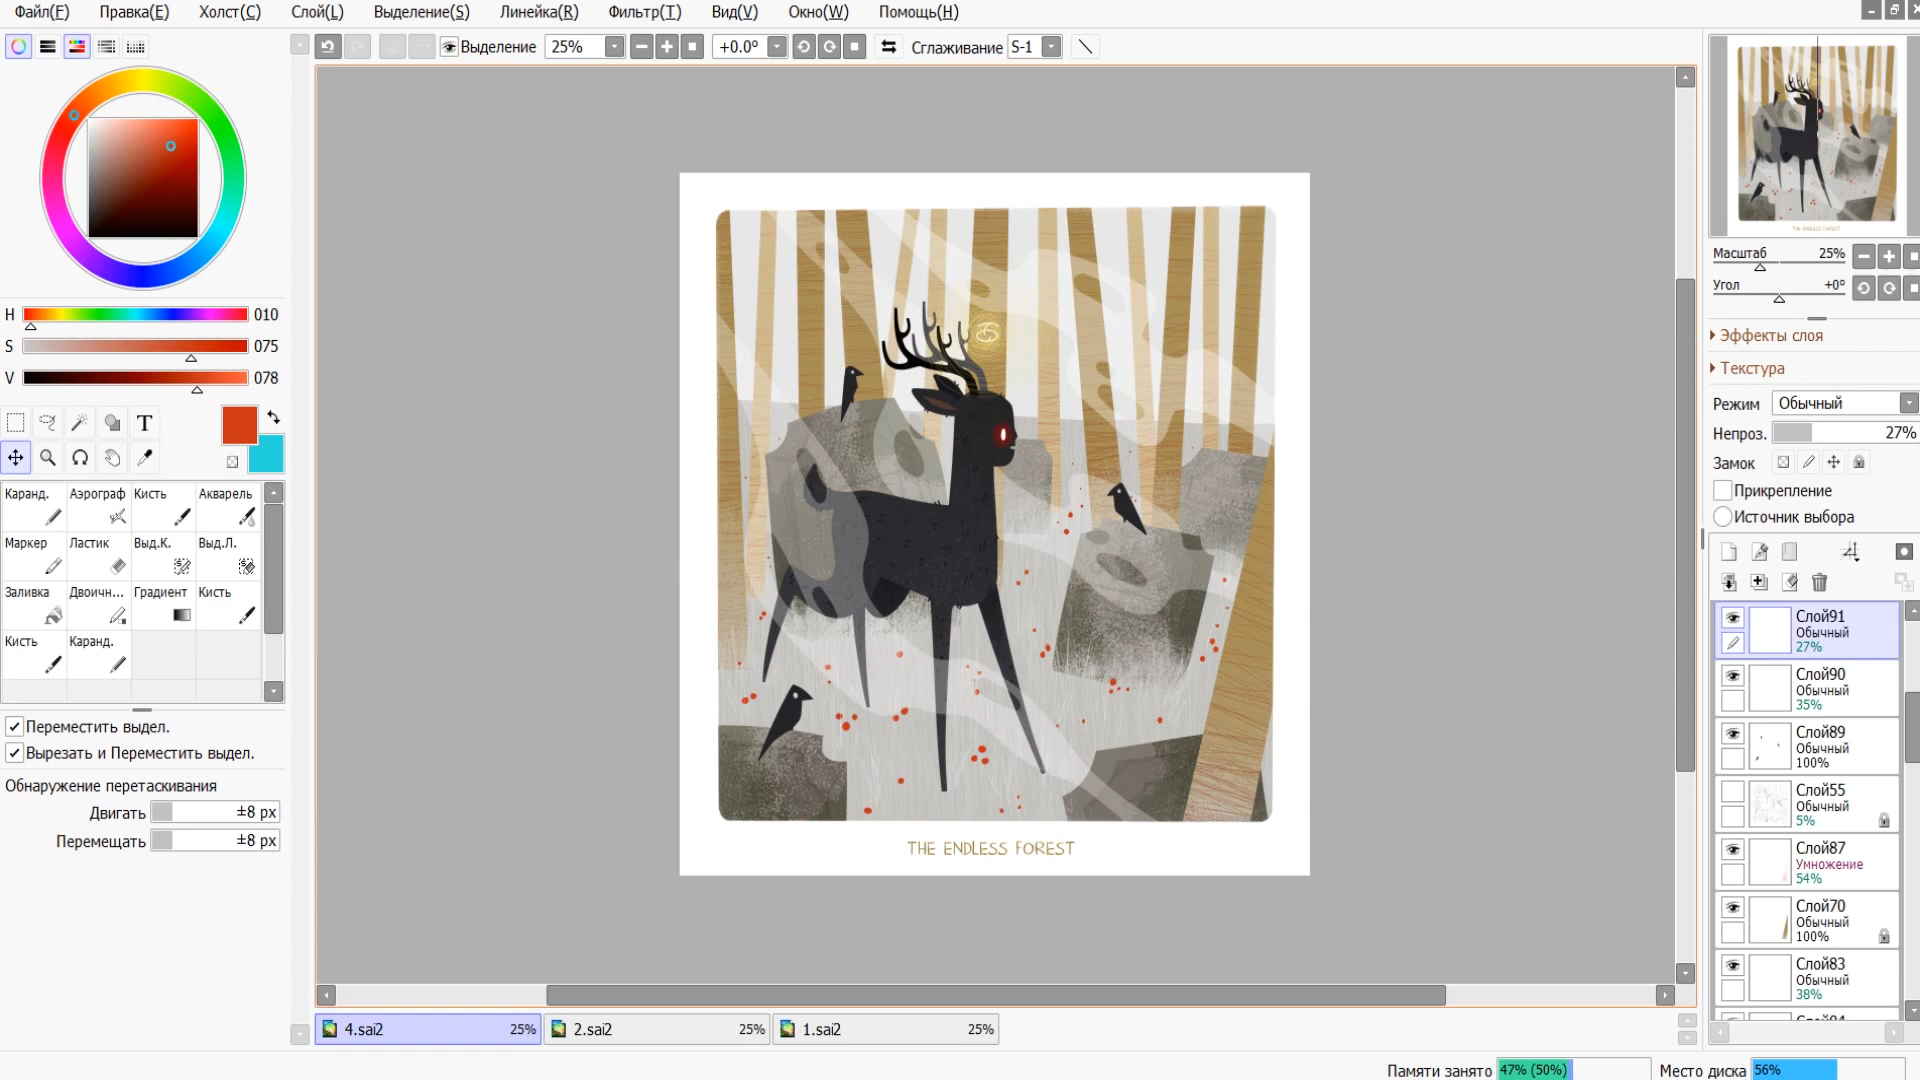 Файл(F) Правка(E) Холст(C) Слой(L) Выделение(S) Линейка(R) Фильтр(T) Вид(V) Окно(W) Помощь(H)
Выделение 25% +0.0° Сглаживание S-1
H 010
S 075
V 078
T
Каранд. Аэрограф Кисть Акварель
Маркер Ластик Выд.К. Выд.Л.
Заливка Двоичн... Градиент Кисть
Кисть Каранд.
Переместить выдел.
Вырезать и Переместить выдел.
Обнаружение перетаскивания
Двигать ±8 px
Перемещать ±8 px
THE ENDLESS FOREST
4.sai2 25% 2.sai2 25% 1.sai2 25%
THE ENDLESS FOREST
Масштаб 25%
Угол +0°
Эффекты слоя
Текстура
Режим Обычный
Непроз. 27%
Замок
Прикрепление
Источник выбора
Слой91
Обычный
27%
Слой90
Обычный
35%
Слой89
Обычный
100%
Слой55
Обычный
5%
Слой87
Умножение
54%
Слой70
Обычный
100%
Слой83
Обычный
38%
Памяти занято 47% (50%) Место диска 56%